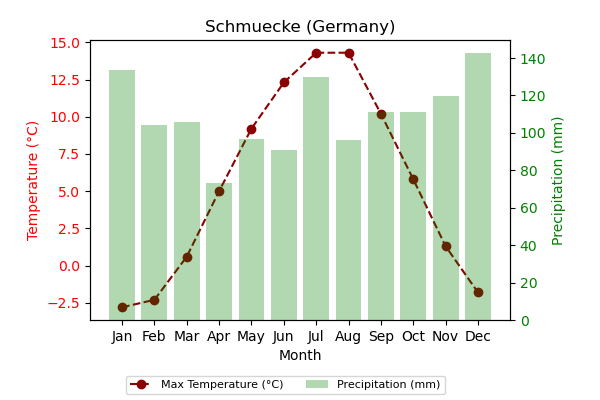 Schmuecke (Germany)
15.0
12.5
10.0
7.5
5.0
2.5
0.0
−2.5
Temperature (°C)
140
120
100
80
60
40
20
0
Precipitation (mm)
Jan Feb Mar Apr May Jun Jul Aug Sep Oct Nov Dec
Month
Max Temperature (°C) Precipitation (mm)